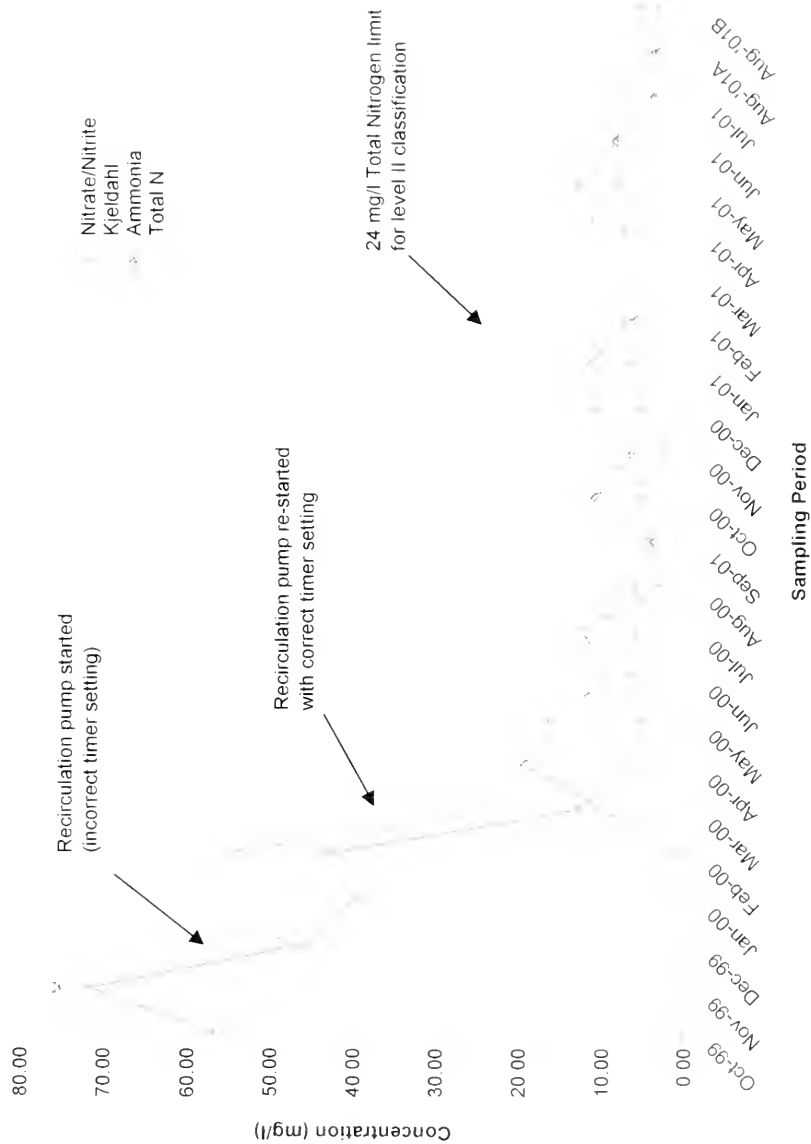 Nitrate/Nitrite
Kjeldahl
Ammonia
Total N
Recirculation pump started
(incorrect timer setting)
Recirculation pump re-started
with correct timer setting
24 mg/l Total Nitrogen limit
for level II classification
Concentration (mg/l)
80.00
70.00
60.00
50.00
40.00
30.00
20.00
10.00
0.00
Oct-99
Nov-99
Dec-99
Jan-00
Feb-00
Mar-00
Apr-00
May-00
Jun-00
Jul-00
Aug-00
Sep-01
Oct-00
Nov-00
Dec-00
Jan-01
Feb-01
Mar-01
Apr-01
May-01
Jun-01
Jul-01
Aug-'01A
Aug-'01B
Sampling Period